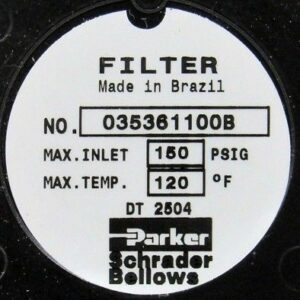 FILTER
Made in Brazil
NO. 035361100B
MAX. INLET 150 PSIG
MAX. TEMP. 120 °F
DT 2504
Parker
Schrader
Bellows